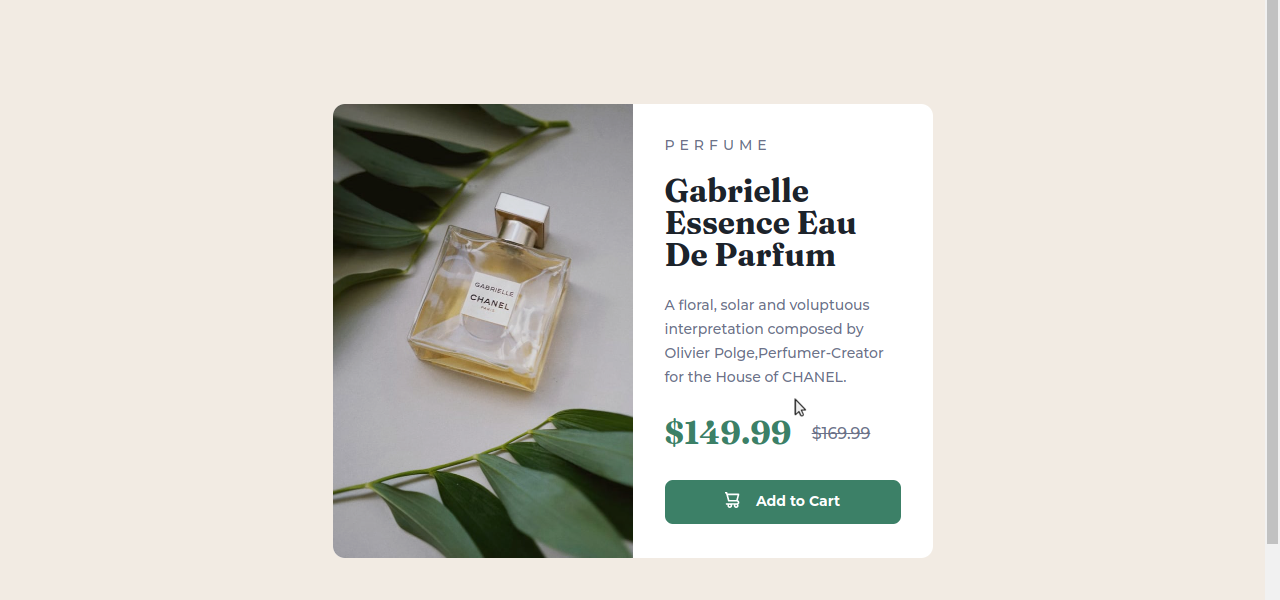 PERFUME
Gabrielle
Essence Eau
De Parfum
A floral, solar and voluptuous
interpretation composed by
Olivier Polge,Perfumer-Creator
for the House of CHANEL.
$149.99 $169.99
Add to Cart
GABRIELLE
CHANEL
PARIS